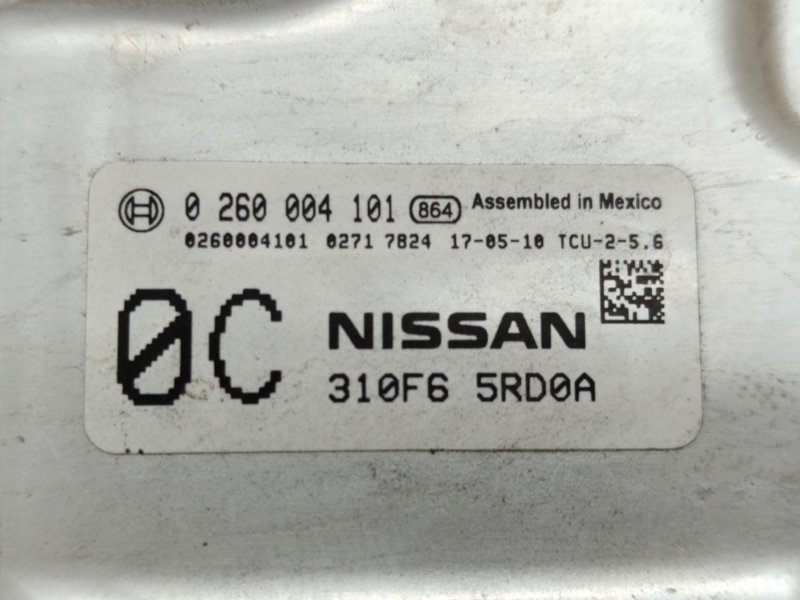 0 260 004 101 864 Assembled in Mexico
0260004101 0271 7824 17-05-10 TCU-2-5.6
0C NISSAN
310F6 5RD0A